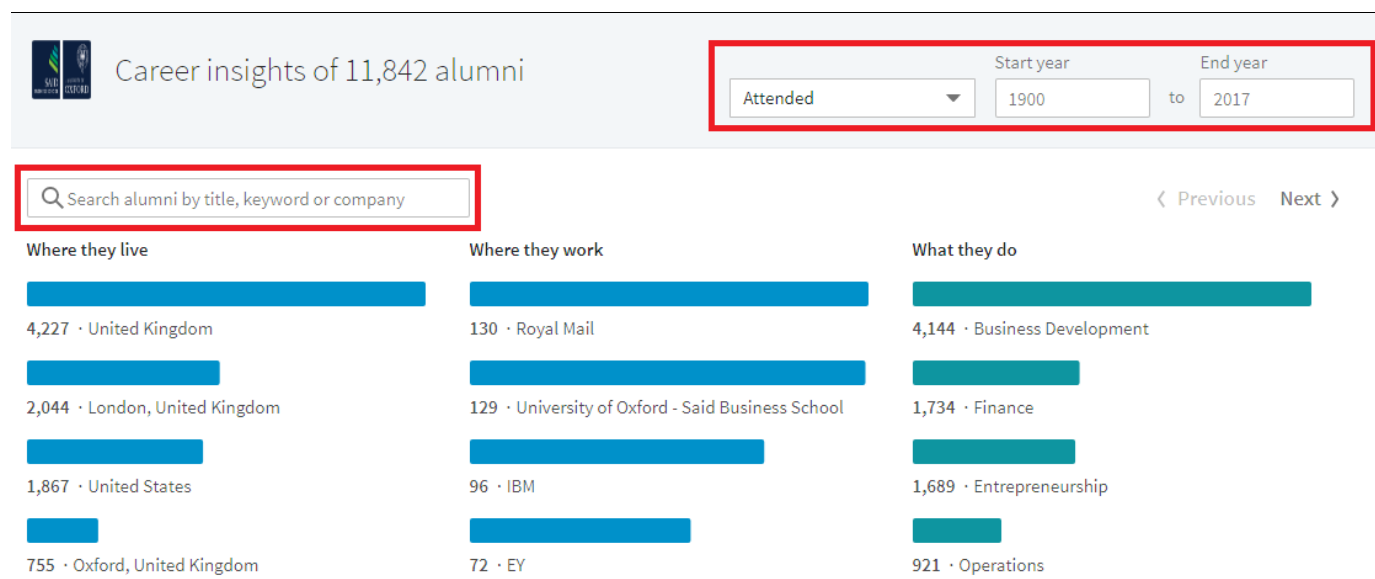 Career insights of 11,842 alumni
Start year
End year
Attended
1900
to
2017
Search alumni by title, keyword or company
Previous
Next
Where they live
Where they work
What they do
4,227 · United Kingdom
130 · Royal Mail
4,144 · Business Development
2,044 · London, United Kingdom
129 · University of Oxford - Said Business School
1,734 · Finance
1,867 · United States
96 · IBM
1,689 · Entrepreneurship
755 · Oxford, United Kingdom
72 · EY
921 · Operations